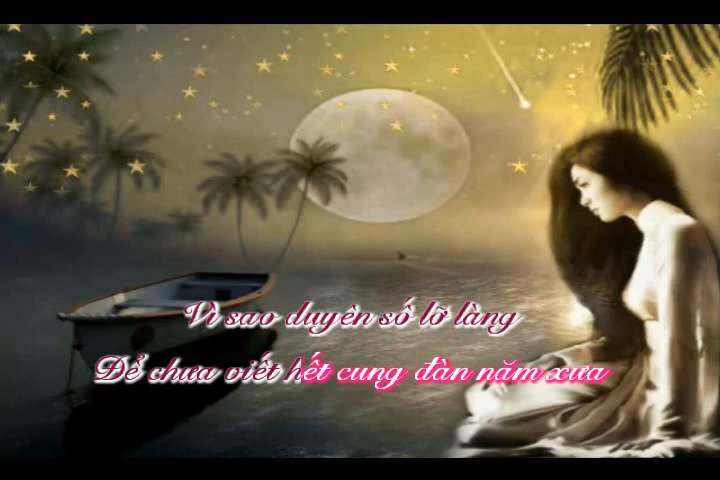 Vì sao duyên số lỡ làng
Để chưa viết hết cung đàn năm xưa